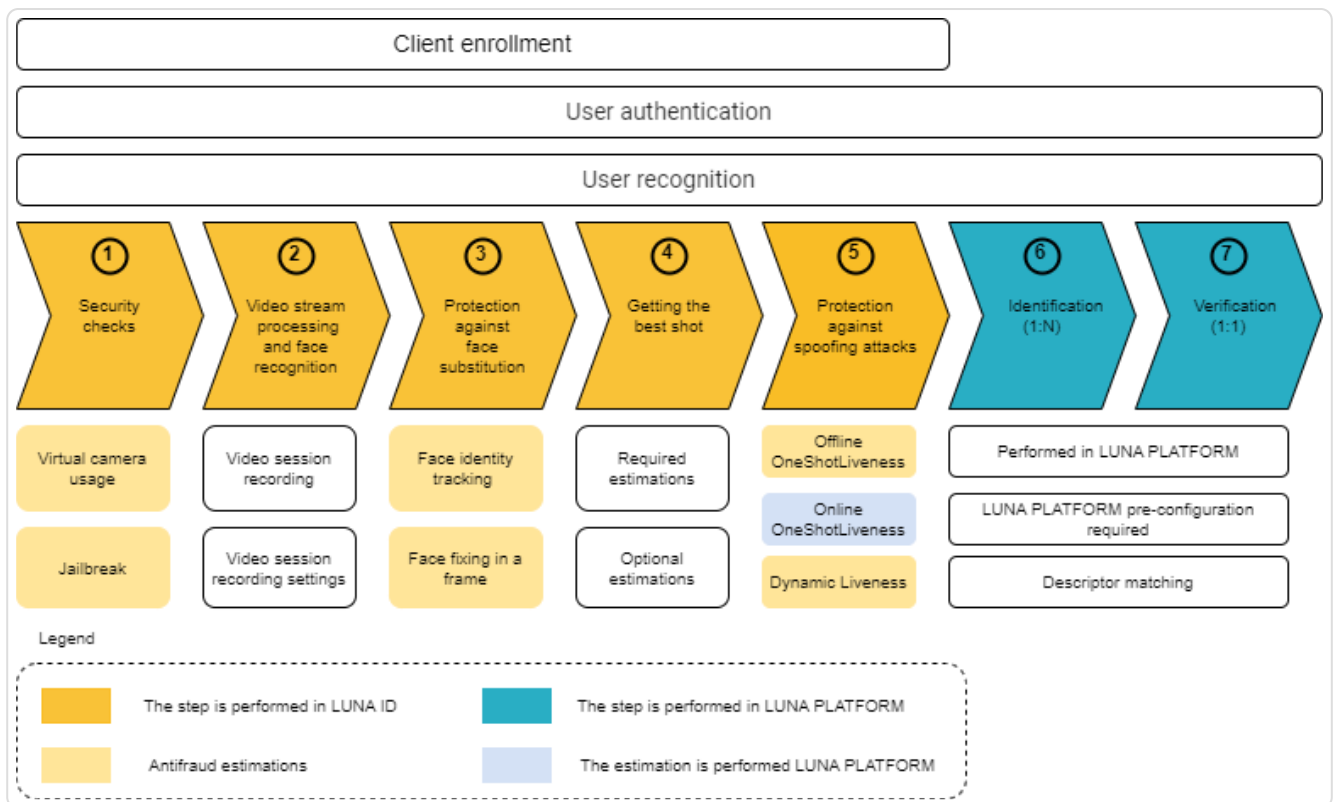 Client enrollment
User authentication
User recognition
1
Security
checks
2
Video stream
processing
and face
recognition
3
Protection
against
face
substitution
4
Getting the
best shot
5
Protection
against
spoofing attacks
6
Identification
(1:N)
7
Verification
(1:1)
Virtual camera
usage
Jailbreak
Video session
recording
Video session
recording settings
Face identity
tracking
Face fixing in a
frame
Required
estimations
Optional
estimations
Offline
OneShotLiveness
Online
OneShotLiveness
Dynamic Liveness
Performed in LUNA PLATFORM
LUNA PLATFORM pre-configuration
required
Descriptor matching
Legend
The step is performed in LUNA ID
The step is performed in LUNA PLATFORM
Antifraud estimations
The estimation is performed LUNA PLATFORM